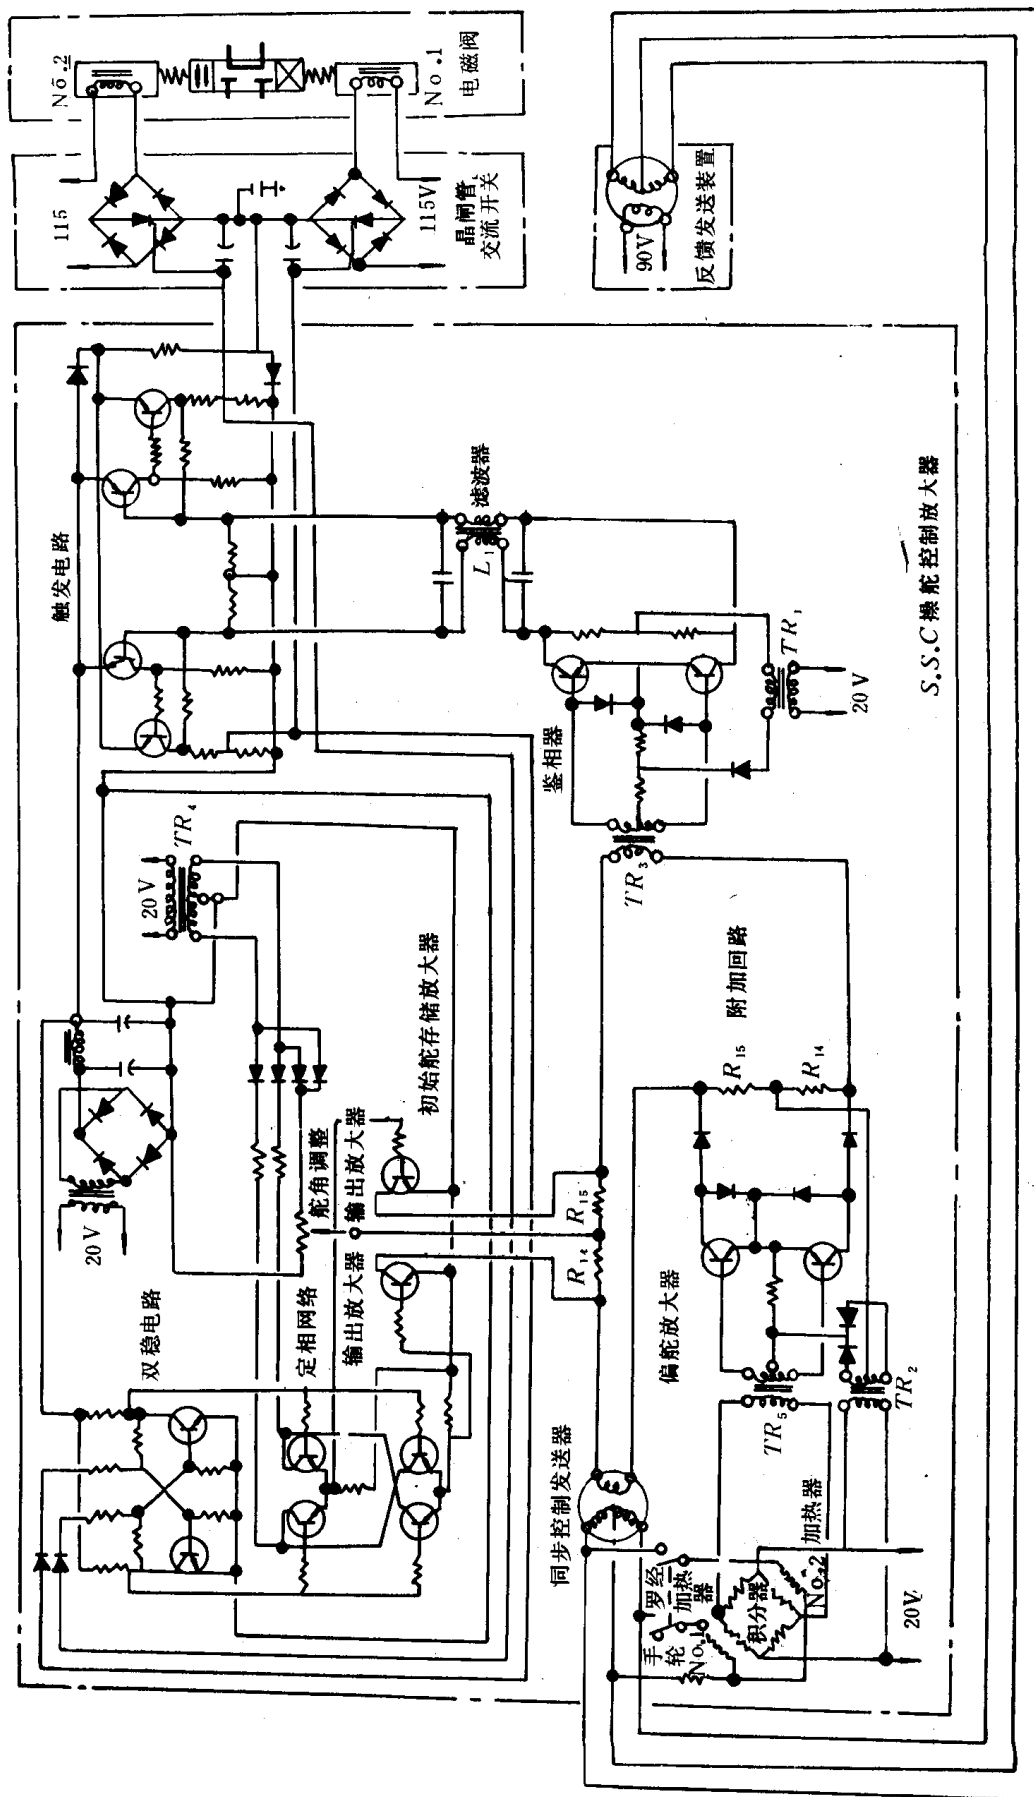 No.2
No.1
电磁阀
115
115V
晶闸管
交流开关
90V
反馈发送装置
触发电路
L1
滤波器
鉴相器
TR1
20V
S.S.C操舵控制放大器
20V
TR4
TR3
初始舵存储放大器
附加回路
R15
R14
20V
舵角调整
输出放大器
R15
R14
双稳电路
定相网络
输出放大器
偏舵放大器
TR5
TR2
同步控制发送器
加热器
No.2
罗经
加热
器
积分器
手
轮
No
20V